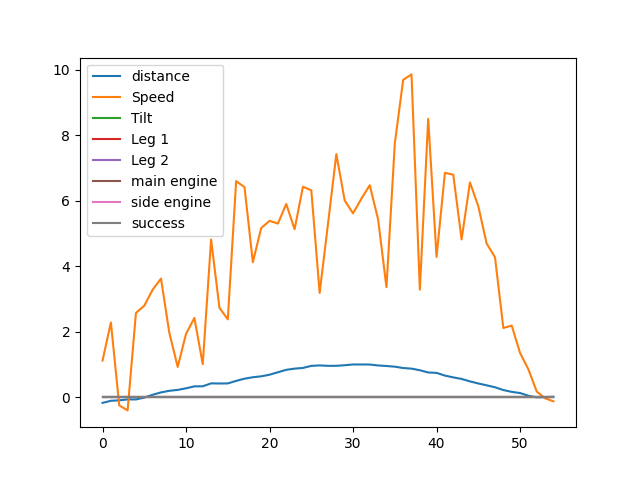 distance
Speed
Tilt
Leg 1
Leg 2
main engine
side engine
success
10
8
6
4
2
0
0 10 20 30 40 50